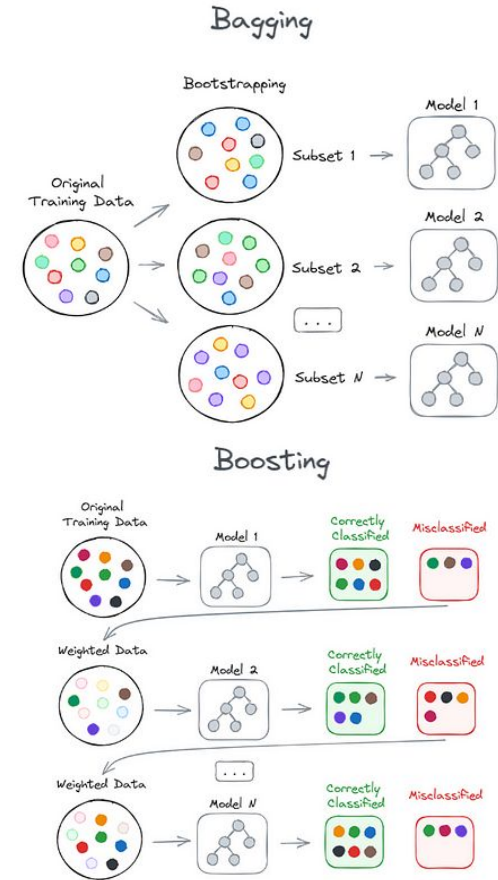 Bagging
Bootstrapping
Model 1
Subset 1
Original
Training Data
Model 2
Subset 2
...
Model N
Subset N
Boosting
Original
Training Data
Model 1
Correctly
Classified
Misclassified
Weighted Data
Model 2
Correctly
Classified
Misclassified
...
Weighted Data
Model N
Correctly
Classified
Misclassified